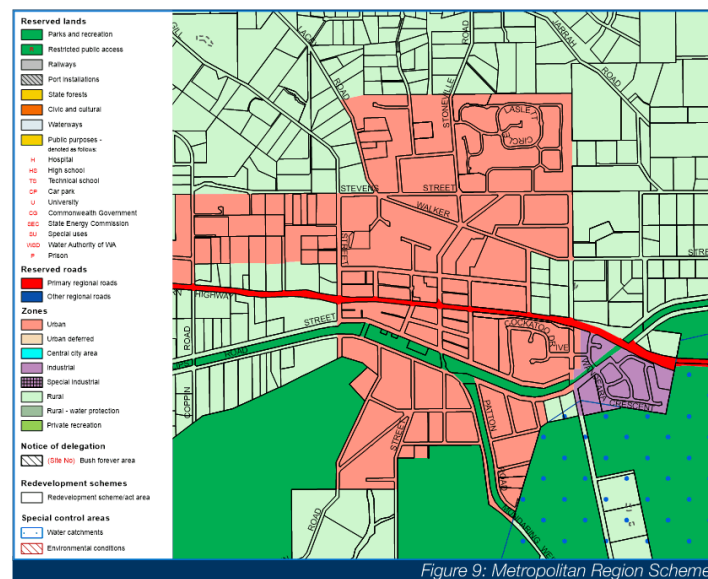 Reserved lands
Parks and recreation
Restricted public access
Railways
Port installations
State forests
Civic and cultural
Waterways
Public purposes -
denoted as follows:
H Hospital
HS High school
TS Technical school
CP Car park
U University
CG Commonwealth Government
SEC State Energy Commission
SU Special uses
WSD Water Authority of WA
P Prison
Reserved roads
Primary regional roads
Other regional roads
Zones
Urban
Urban deferred
Central city area
Industrial
Special industrial
Rural
Rural - water protection
Private recreation
Notice of delegation
(Site No) Bush forever area
Redevelopment schemes
Redevelopment scheme/act area
Special control areas
Water catchments
Environmental conditions
GILL
ROAD
STONEVILLE
ROAD
JARRAH
ROAD
LASLETT
CIRCLE
STEVENS STREET
WALKER
STREET
HIGHWAY
STREET
ROAD
COPPIN
ROAD
COCKATOO
STREET
PATTON
CRESCENT
ROAD
Figure 9: Metropolitan Region Scheme